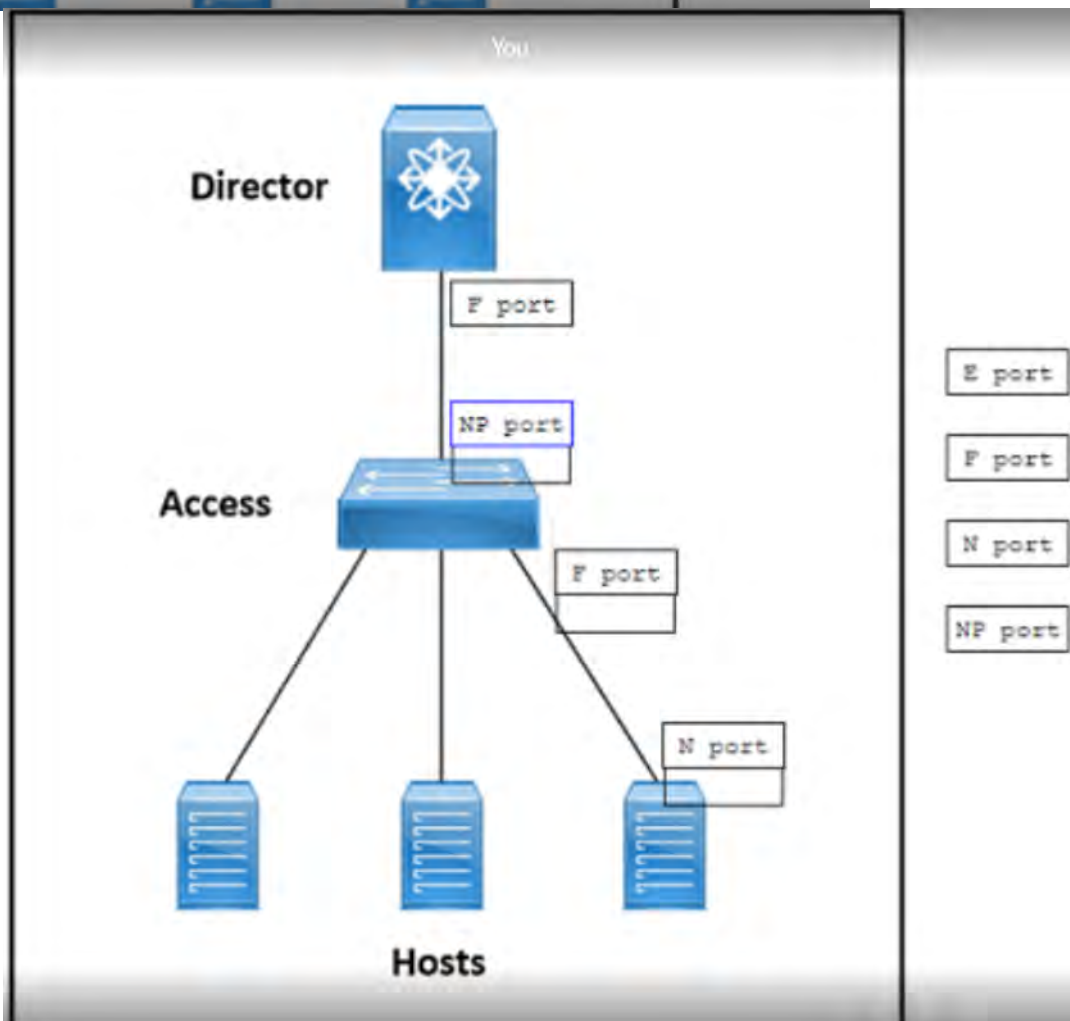 You
Director
F port
E port
NP port
F port
Access
N port
F port
NP port
N port
Hosts